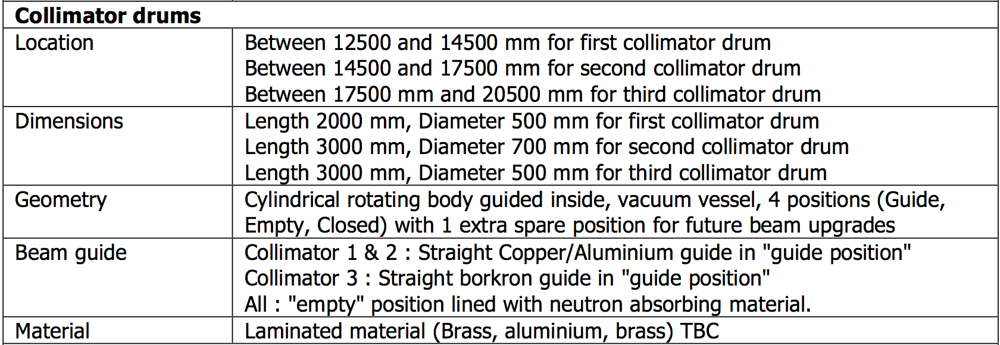 Collimator drums
Location
Between 12500 and 14500 mm for first collimator drum
Between 14500 and 17500 mm for second collimator drum
Between 17500 mm and 20500 mm for third collimator drum
Dimensions
Length 2000 mm, Diameter 500 mm for first collimator drum
Length 3000 mm, Diameter 700 mm for second collimator drum
Length 3000 mm, Diameter 500 mm for third collimator drum
Geometry
Cylindrical rotating body guided inside, vacuum vessel, 4 positions (Guide,
Empty, Closed) with 1 extra spare position for future beam upgrades
Beam guide
Collimator 1 & 2 : Straight Copper/Aluminium guide in "guide position"
Collimator 3 : Straight borkron guide in "guide position"
All : "empty" position lined with neutron absorbing material.
Material
Laminated material (Brass, aluminium, brass) TBC